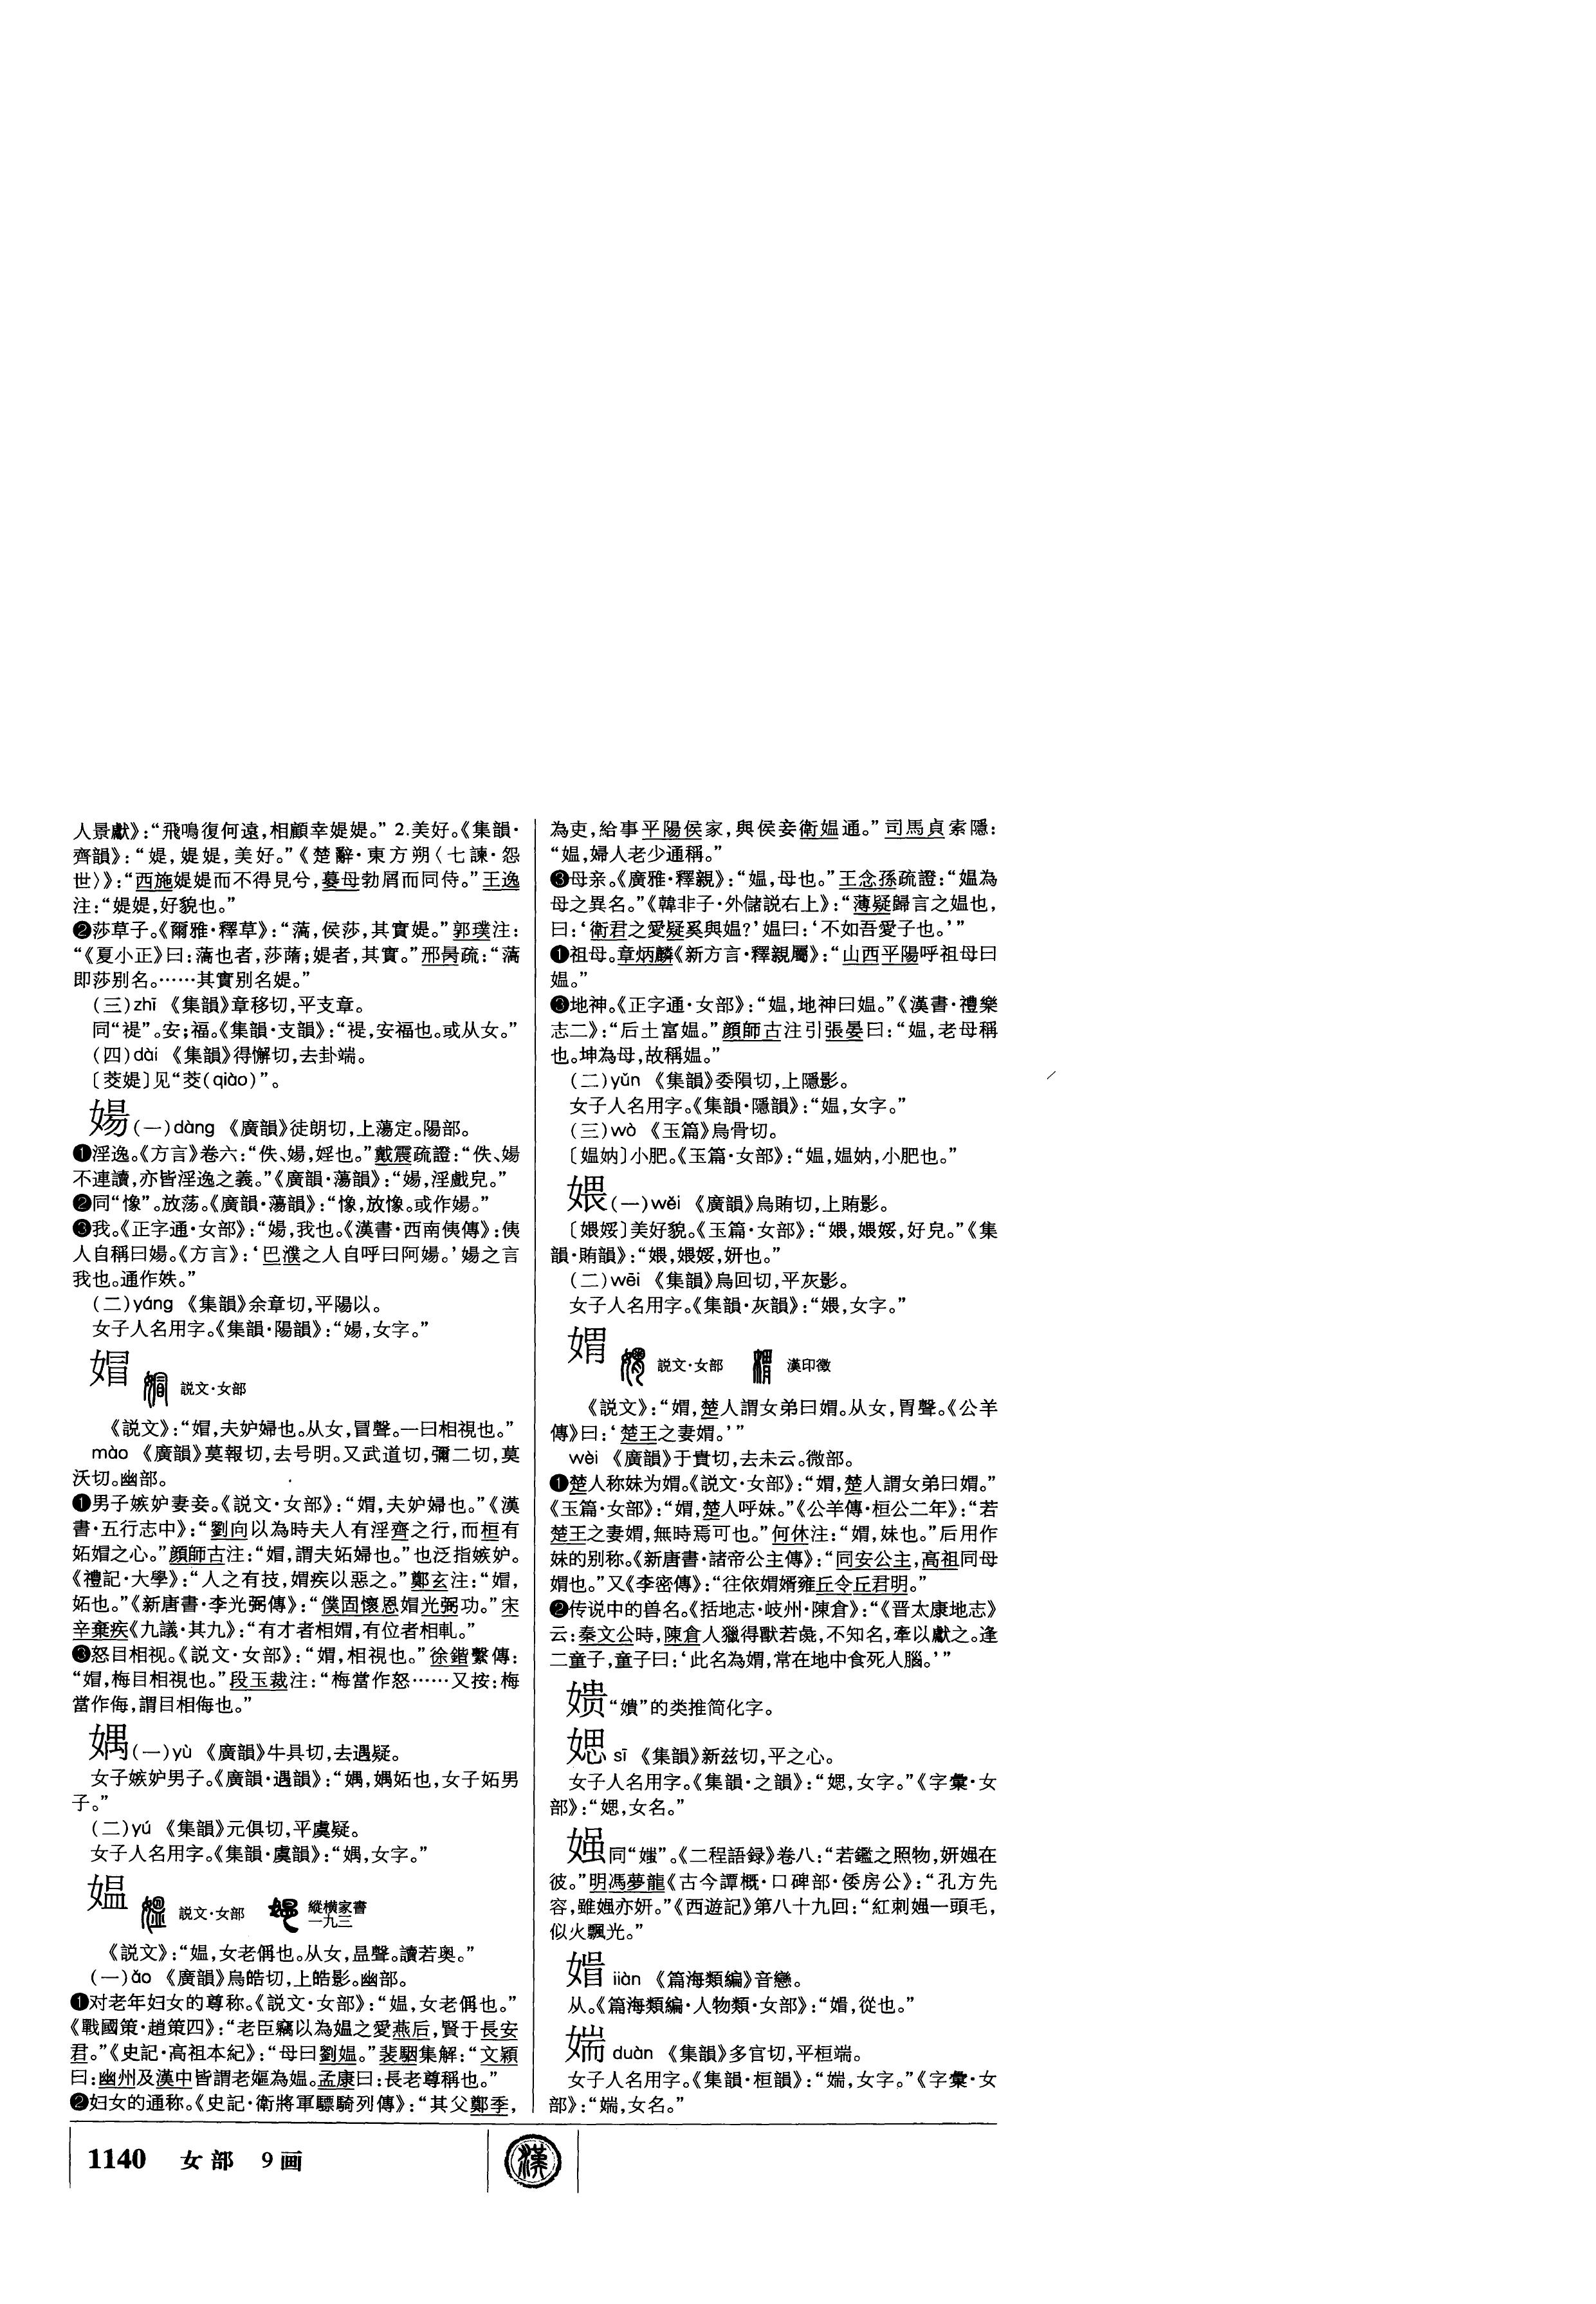 人景獻》：“飛鳴復何遠，相顧幸媞媞。” 2.美好。《集韻·
齊韻》：“媞，媞媞，美好。”《楚辭·東方朔〈七諫·怨
世〉》：“西施媞媞而不得見兮，嫫母勃屑而同侍。”王逸
注：“媞媞，好貌也。”
❷莎草子。《爾雅·釋草》：“薃，侯莎，其實媞。”郭璞注：
“《夏小正》曰：薃也者，莎蓆；媞者，其實。”邢昺疏：“薃
即莎别名。……其實别名媞。”
（三）zhī 《集韻》章移切，平支章。
同“禔”。安；福。《集韻·支韻》：“禔，安福也。或从女。”
（四）dài 《集韻》得懈切，去卦端。
〔茭媞〕见“茭（qiào）”。
婸（一）dàng 《廣韻》徒朗切，上蕩定。陽部。
❶淫逸。《方言》卷六：“佚、婸，婬也。”戴震疏證：“佚、婸
不連讀，亦皆淫逸之義。”《廣韻·蕩韻》：“婸，淫戲皃。”
❷同“愓”。放荡。《廣韻·蕩韻》：“愓，放愓。或作婸。”
❸我。《正字通·女部》：“婸，我也。《漢書·西南侇傳》：侇
人自稱曰婸。《方言》：‘巴濮之人自呼曰阿婸。’婸之言
我也。通作姎。”
（二）yáng 《集韻》余章切，平陽以。
女子人名用字。《集韻·陽韻》：“婸，女字。”
媢 説文·女部
《説文》：“媢，夫妒婦也。从女，冒聲。一曰相視也。”
mào 《廣韻》莫報切，去号明。又武道切，彌二切，莫
沃切。幽部。
❶男子嫉妒妻妾。《説文·女部》：“媢，夫妒婦也。”《漢
書·五行志中》：“劉向以為時夫人有淫齊之行，而桓有
妬媢之心。”顔師古注：“媢，謂夫妬婦也。”也泛指嫉妒。
《禮記·大學》：“人之有技，媢疾以惡之。”鄭玄注：“媢，
妬也。”《新唐書·李光弼傳》：“僕固懷恩媢光弼功。”宋
辛棄疾《九議·其九》：“有才者相媢，有位者相軋。”
❸怒目相视。《説文·女部》：“媢，相視也。”徐鍇繫傳：
“媢，梅目相視也。”段玉裁注：“梅當作怒……又按：梅
當作侮，謂目相侮也。”
媀（一）yù 《廣韻》牛具切，去遇疑。
女子嫉妒男子。《廣韻·遇韻》：“媀，媀妬也，女子妬男
子。”
（二）yú 《集韻》元俱切，平虞疑。
女子人名用字。《集韻·虞韻》：“媀，女字。”
媪 説文·女部 縱横家書一九三
《説文》：“媪，女老偁也。从女，昷聲。讀若奥。”
（一）ǎo 《廣韻》烏皓切，上皓影。幽部。
❶对老年妇女的尊称。《説文·女部》：“媪，女老偁也。”
《戰國策·趙策四》：“老臣竊以為媪之愛燕后，賢于長安
君。”《史記·高祖本紀》：“母曰劉媪。”裴駰集解：“文穎
曰：幽州及漢中皆謂老嫗為媪。孟康曰：長老尊稱也。”
❷妇女的通称。《史記·衛將軍驃騎列傳》：“其父鄭季，
為吏，給事平陽侯家，與侯妾衛媪通。”司馬貞索隱：
“媪，婦人老少通稱。”
❸母亲。《廣雅·釋親》：“媪，母也。”王念孫疏證：“媪為
母之異名。”《韓非子·外儲説右上》：“薄疑歸言之媪也，
曰：‘衛君之愛疑奚與媪？’媪曰：‘不如吾愛子也。’”
❶祖母。章炳麟《新方言·釋親屬》：“山西平陽呼祖母曰
媪。”
❸地神。《正字通·女部》：“媪，地神曰媪。”《漢書·禮樂
志二》：“后土富媪。”顔師古注引張晏曰：“媪，老母稱
也。坤為母，故稱媪。”
（二）yǔn 《集韻》委隕切，上隱影。
女子人名用字。《集韻·隱韻》：“媪，女字。”
（三）wò 《玉篇》烏骨切。
〔媪妠〕小肥。《玉篇·女部》：“媪，媪妠，小肥也。”
媪（一）wěi 《廣韻》烏賄切，上賄影。
〔媁婑〕美好貌。《玉篇·女部》：“媁，媁婑，好皃。”《集
韻·賄韻》：“媁，媁婑，妍也。”
（二）wēi 《集韻》烏回切，平灰影。
女子人名用字。《集韻·灰韻》：“媁，女字。”
媦 説文·女部 漢印徵
《説文》：“媦，楚人謂女弟曰媦。从女，胃聲。《公羊
傳》曰：‘楚王之妻媦。’”
wèi 《廣韻》于貴切，去未云。微部。
❶楚人称妹为媦。《説文·女部》：“媦，楚人謂女弟曰媦。”
《玉篇·女部》：“媦，楚人呼妹。”《公羊傳·桓公二年》：“若
楚王之妻媦，無時焉可也。”何休注：“媦，妹也。”后用作
妹的别称。《新唐書·諸帝公主傳》：“同安公主，高祖同母
媦也。”又《李密傳》：“往依媦婿雍丘令丘君明。”
❷传说中的兽名。《括地志·岐州·陳倉》：“《晋太康地志》
云：秦文公時，陳倉人獵得獸若彘，不知名，牽以獻之。逢
二童子，童子曰：‘此名為媦，常在地中食死人腦。’”
“嬇”的类推简化字。
媤 sī 《集韻》新兹切，平之心。
女子人名用字。《集韻·之韻》：“媤，女字。”《字彙·女
部》：“媤，女名。”
媸同“媸”。《二程語録》卷八：“若鑑之照物，妍媸在
彼。”明馮夢龍《古今譚概·口碑部·倭房公》：“孔方先
容，雖媸亦妍。”《西遊記》第八十九回：“紅刺媸一頭毛，
似火飄光。”
媘 iiàn 《篇海類編》音戀。
从。《篇海類編·人物類·女部》：“媘，從也。”
媏 duàn 《集韻》多官切，平桓端。
女子人名用字。《集韻·桓韻》：“媏，女字。”《字彙·女
部》：“媏，女名。”
1140 女部 9画
漢